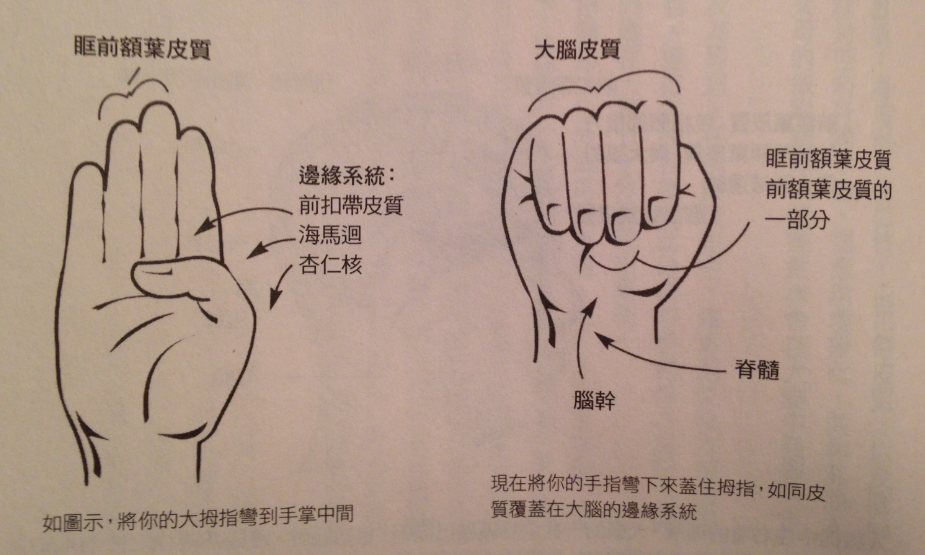 眶前額葉皮質
邊緣系統：
前扣帶皮質
海馬迴
杏仁核
如圖示，將你的大拇指彎到手掌中間
大腦皮質
眶前額葉皮質
前額葉皮質的
一部分
脊髓
腦幹
現在將你的手指彎下來蓋住拇指，如同皮
質覆蓋在大腦的邊緣系統